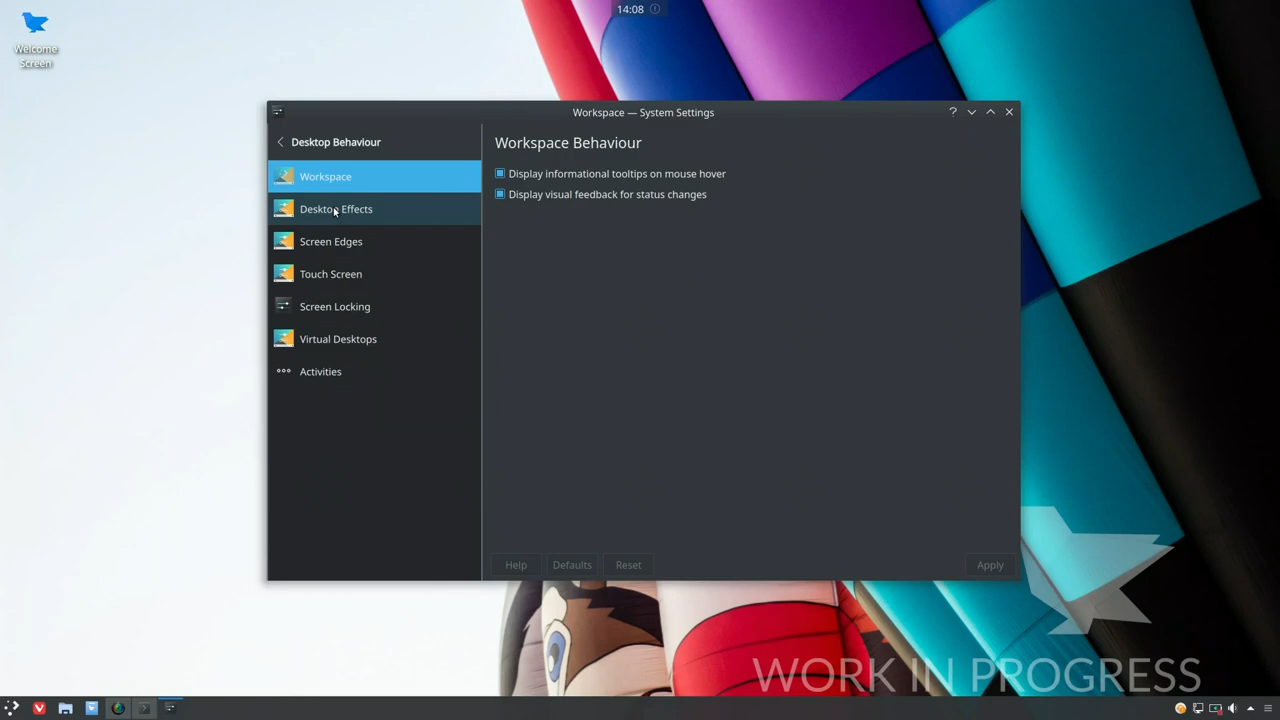 14:08
Welcome
Screen
Workspace — System Settings
Desktop Behaviour
Workspace
Desktop Effects
Screen Edges
Touch Screen
Screen Locking
Virtual Desktops
Activities
Workspace Behaviour
Display informational tooltips on mouse hover
Display visual feedback for status changes
Help
Defaults
Reset
Apply
WORK IN PROGRESS